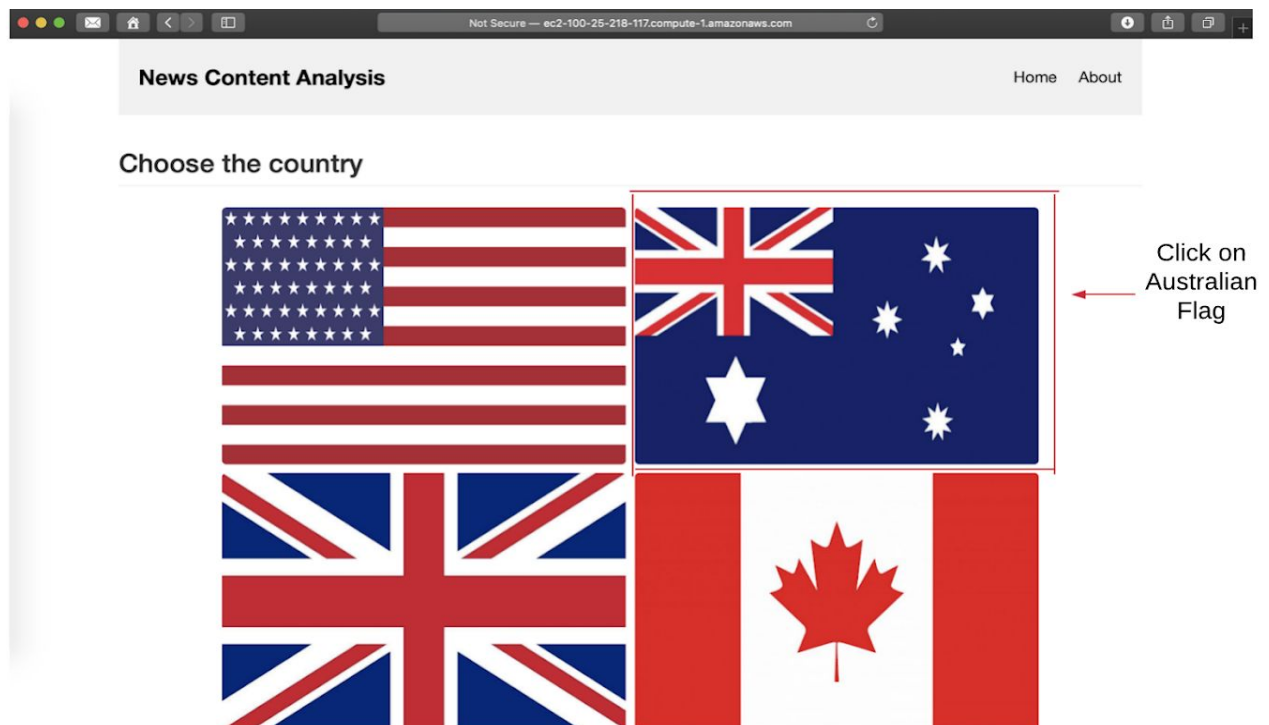 Not Secure — ec2-100-25-218-117.compute-1.amazonaws.com
News Content Analysis
Home About
Choose the country
Click on
Australian
Flag